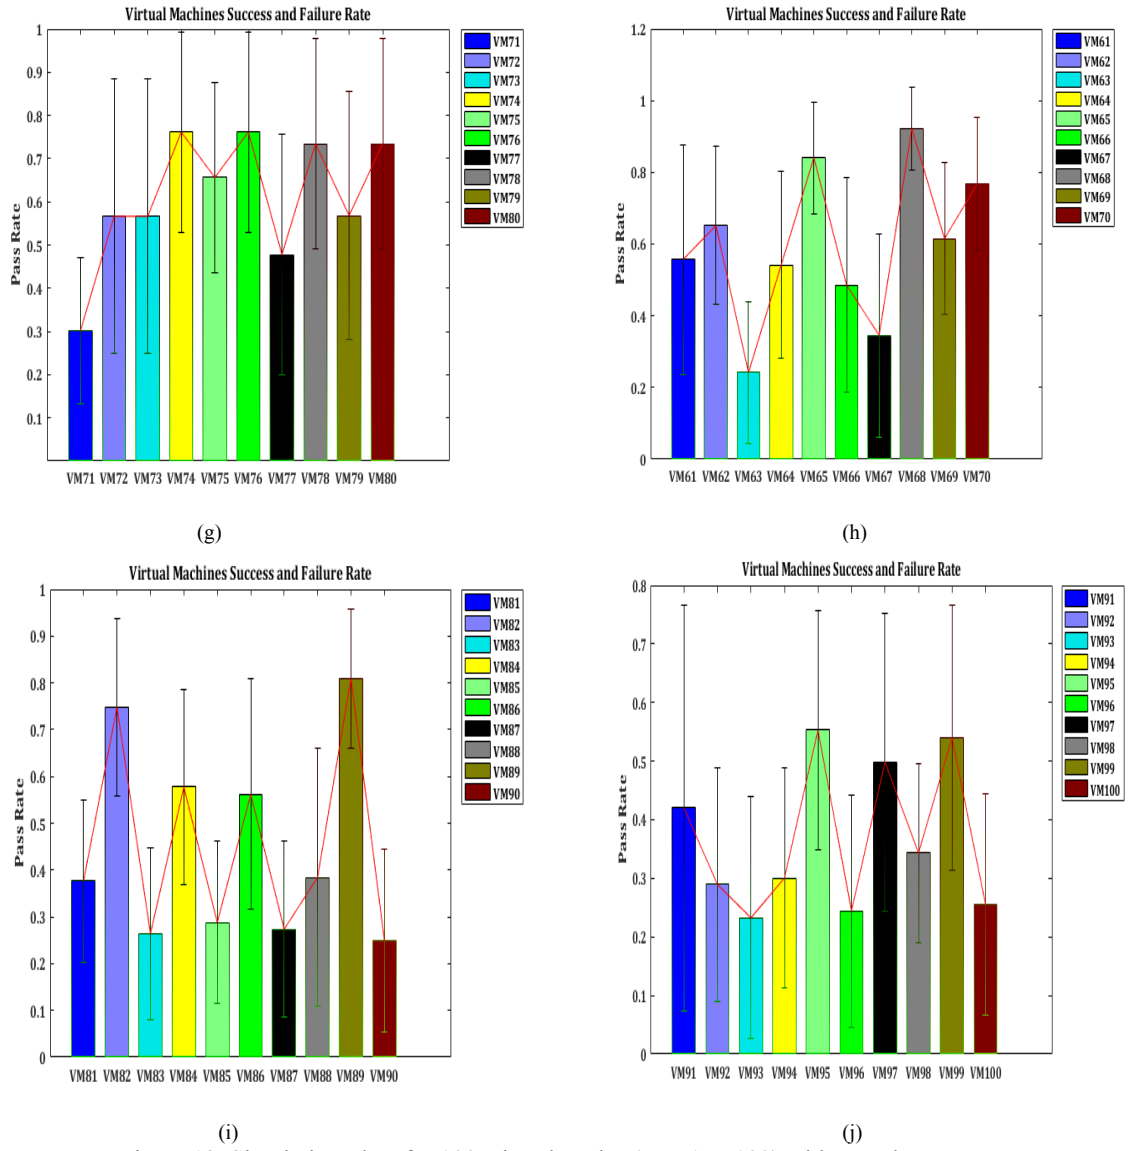 Virtual Machines Success and Failure Rate
Pass Rate
1
0.9
0.8
0.7
0.6
0.5
0.4
0.3
0.2
0.1
VM71 VM72 VM73 VM74 VM75 VM76 VM77 VM78 VM79 VM80
VM71
VM72
VM73
VM74
VM75
VM76
VM77
VM78
VM79
VM80
(g)
Virtual Machines Success and Failure Rate
Pass Rate
1.2
1
0.8
0.6
0.4
0.2
0
VM61 VM62 VM63 VM64 VM65 VM66 VM67 VM68 VM69 VM70
VM61
VM62
VM63
VM64
VM65
VM66
VM67
VM68
VM69
VM70
(h)
Virtual Machines Success and Failure Rate
Pass Rate
1
0.9
0.8
0.7
0.6
0.5
0.4
0.3
0.2
0.1
0
VM81 VM82 VM83 VM84 VM85 VM86 VM87 VM88 VM89 VM90
VM81
VM82
VM83
VM84
VM85
VM86
VM87
VM88
VM89
VM90
(i)
Virtual Machines Success and Failure Rate
Pass Rate
0.8
0.7
0.6
0.5
0.4
0.3
0.2
0.1
0
VM91 VM92 VM93 VM94 VM95 VM96 VM97 VM98 VM99 VM100
VM91
VM92
VM93
VM94
VM95
VM96
VM97
VM98
VM99
VM100
(j)